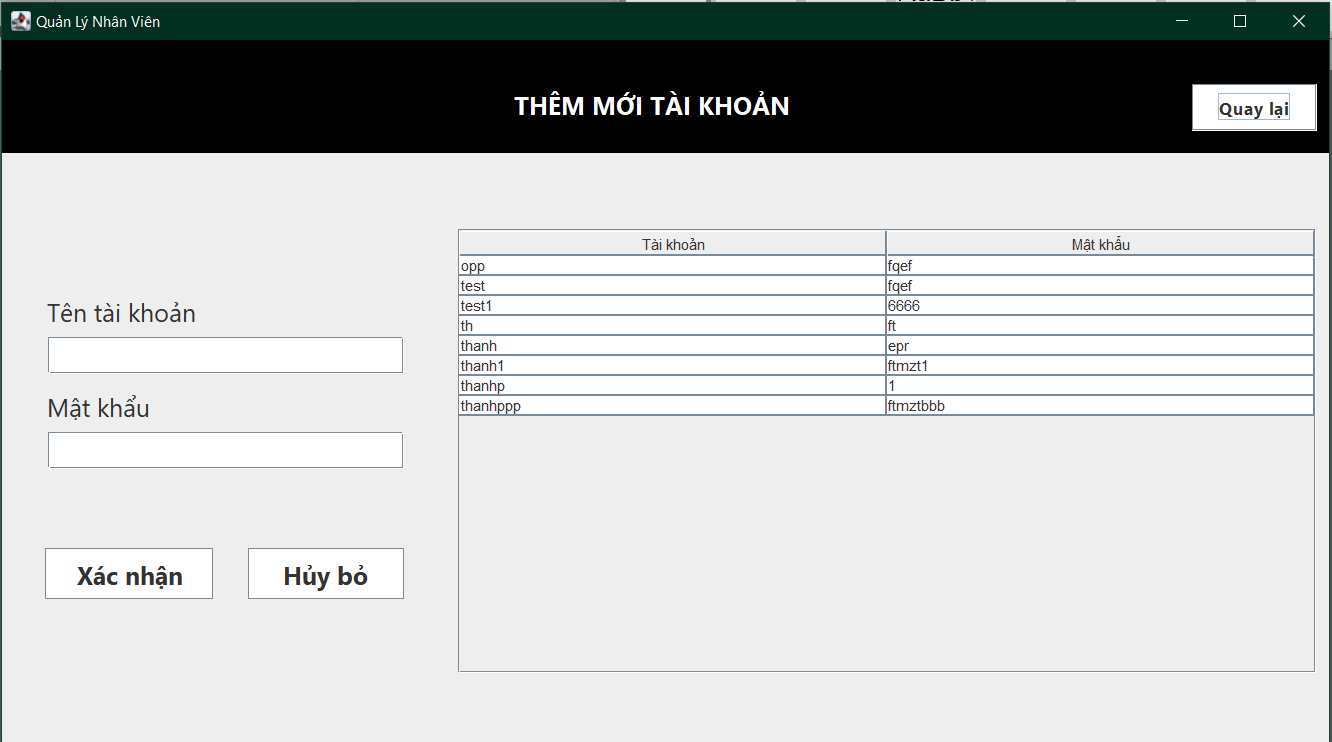 Quản Lý Nhân Viên
THÊM MỚI TÀI KHOẢN
Quay lại
Tên tài khoản
Mật khẩu
Xác nhận
Hủy bỏ
Tài khoản Mật khẩu
opp fqef
test fqef
test1 6666
th ft
thanh epr
thanh1 ftmzt1
thanhp 1
thanhppp ftmztbbb